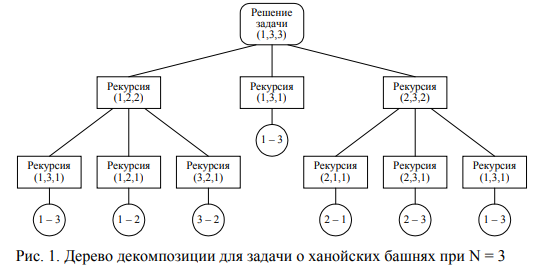 Решение
задачи
(1,3,3)
Рекурсия
(1,2,2)
Рекурсия
(1,3,1)
Рекурсия
(2,3,2)
1 – 3
Рекурсия
(1,3,1)
Рекурсия
(1,2,1)
Рекурсия
(3,2,1)
Рекурсия
(2,1,1)
Рекурсия
(2,3,1)
Рекурсия
(1,3,1)
1 – 3
1 – 2
3 – 2
2 – 1
2 – 3
1 – 3
Рис. 1. Дерево декомпозиции для задачи о ханойских башнях при N = 3